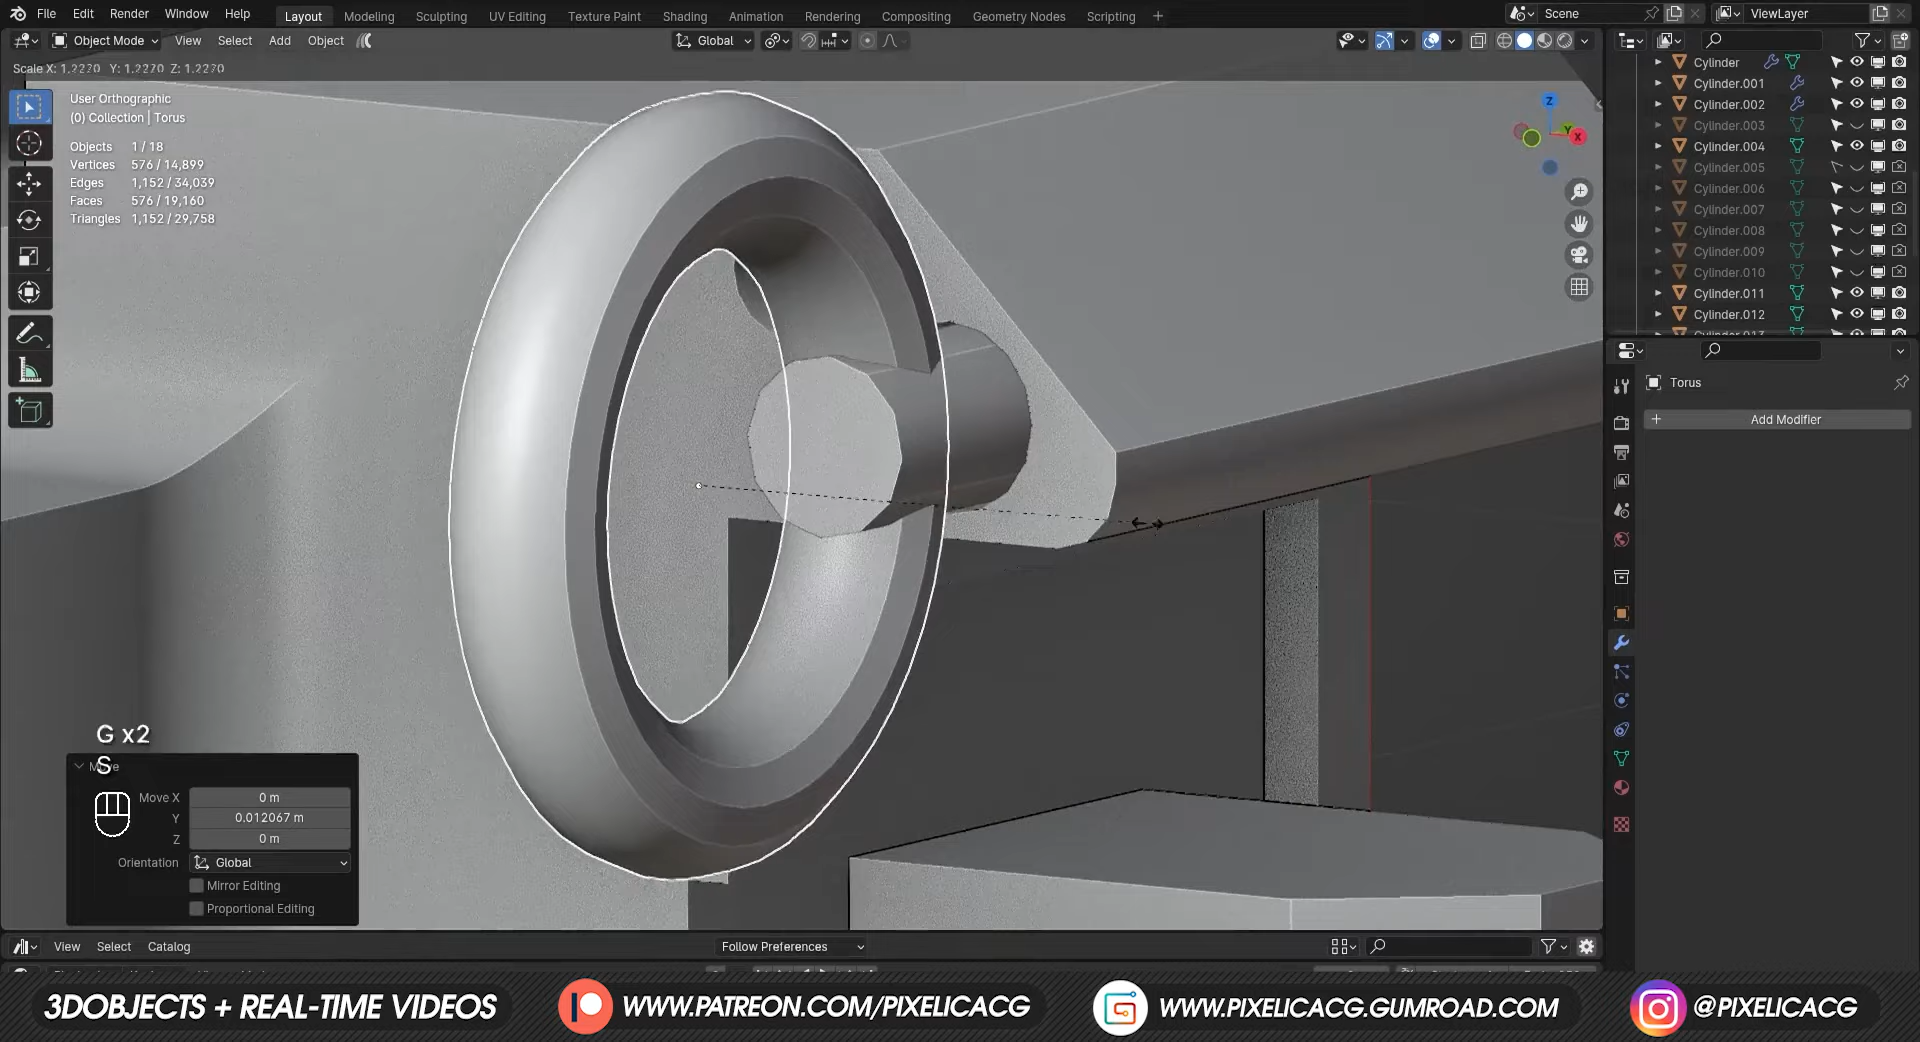 File Edit Render Window Help Layout Modeling Sculpting UV Editing Texture Paint Shading Animation Rendering Compositing Geometry Nodes Scripting + Scene ViewLayer
Object Mode View Select Add Object Global
Scale X: 1.2270 Y: 1.2270 Z: 1.2270
User Orthographic
(0) Collection | Torus
Objects 1 / 18
Vertices 576 / 14,899
Edges 1,152 / 34,039
Faces 576 / 19,160
Triangles 1,152 / 29,758
Z
Y
X
Cylinder
Cylinder.001
Cylinder.002
Cylinder.003
Cylinder.004
Cylinder.005
Cylinder.006
Cylinder.007
Cylinder.008
Cylinder.009
Cylinder.010
Cylinder.011
Cylinder.012
Torus
+ Add Modifier
G x2
S
Move X 0 m
Y 0.012067 m
Z 0 m
Orientation Global
Mirror Editing
Proportional Editing
View Select Catalog Follow Preferences
3DOBJECTS + REAL-TIME VIDEOS WWW.PATREON.COM/PIXELICACG WWW.PIXELICACG.GUMROAD.COM @PIXELICACG